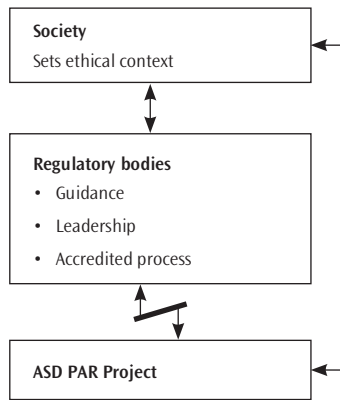 Society
Sets ethical context
Regulatory bodies
• Guidance
• Leadership
• Accredited process
ASD PAR Project